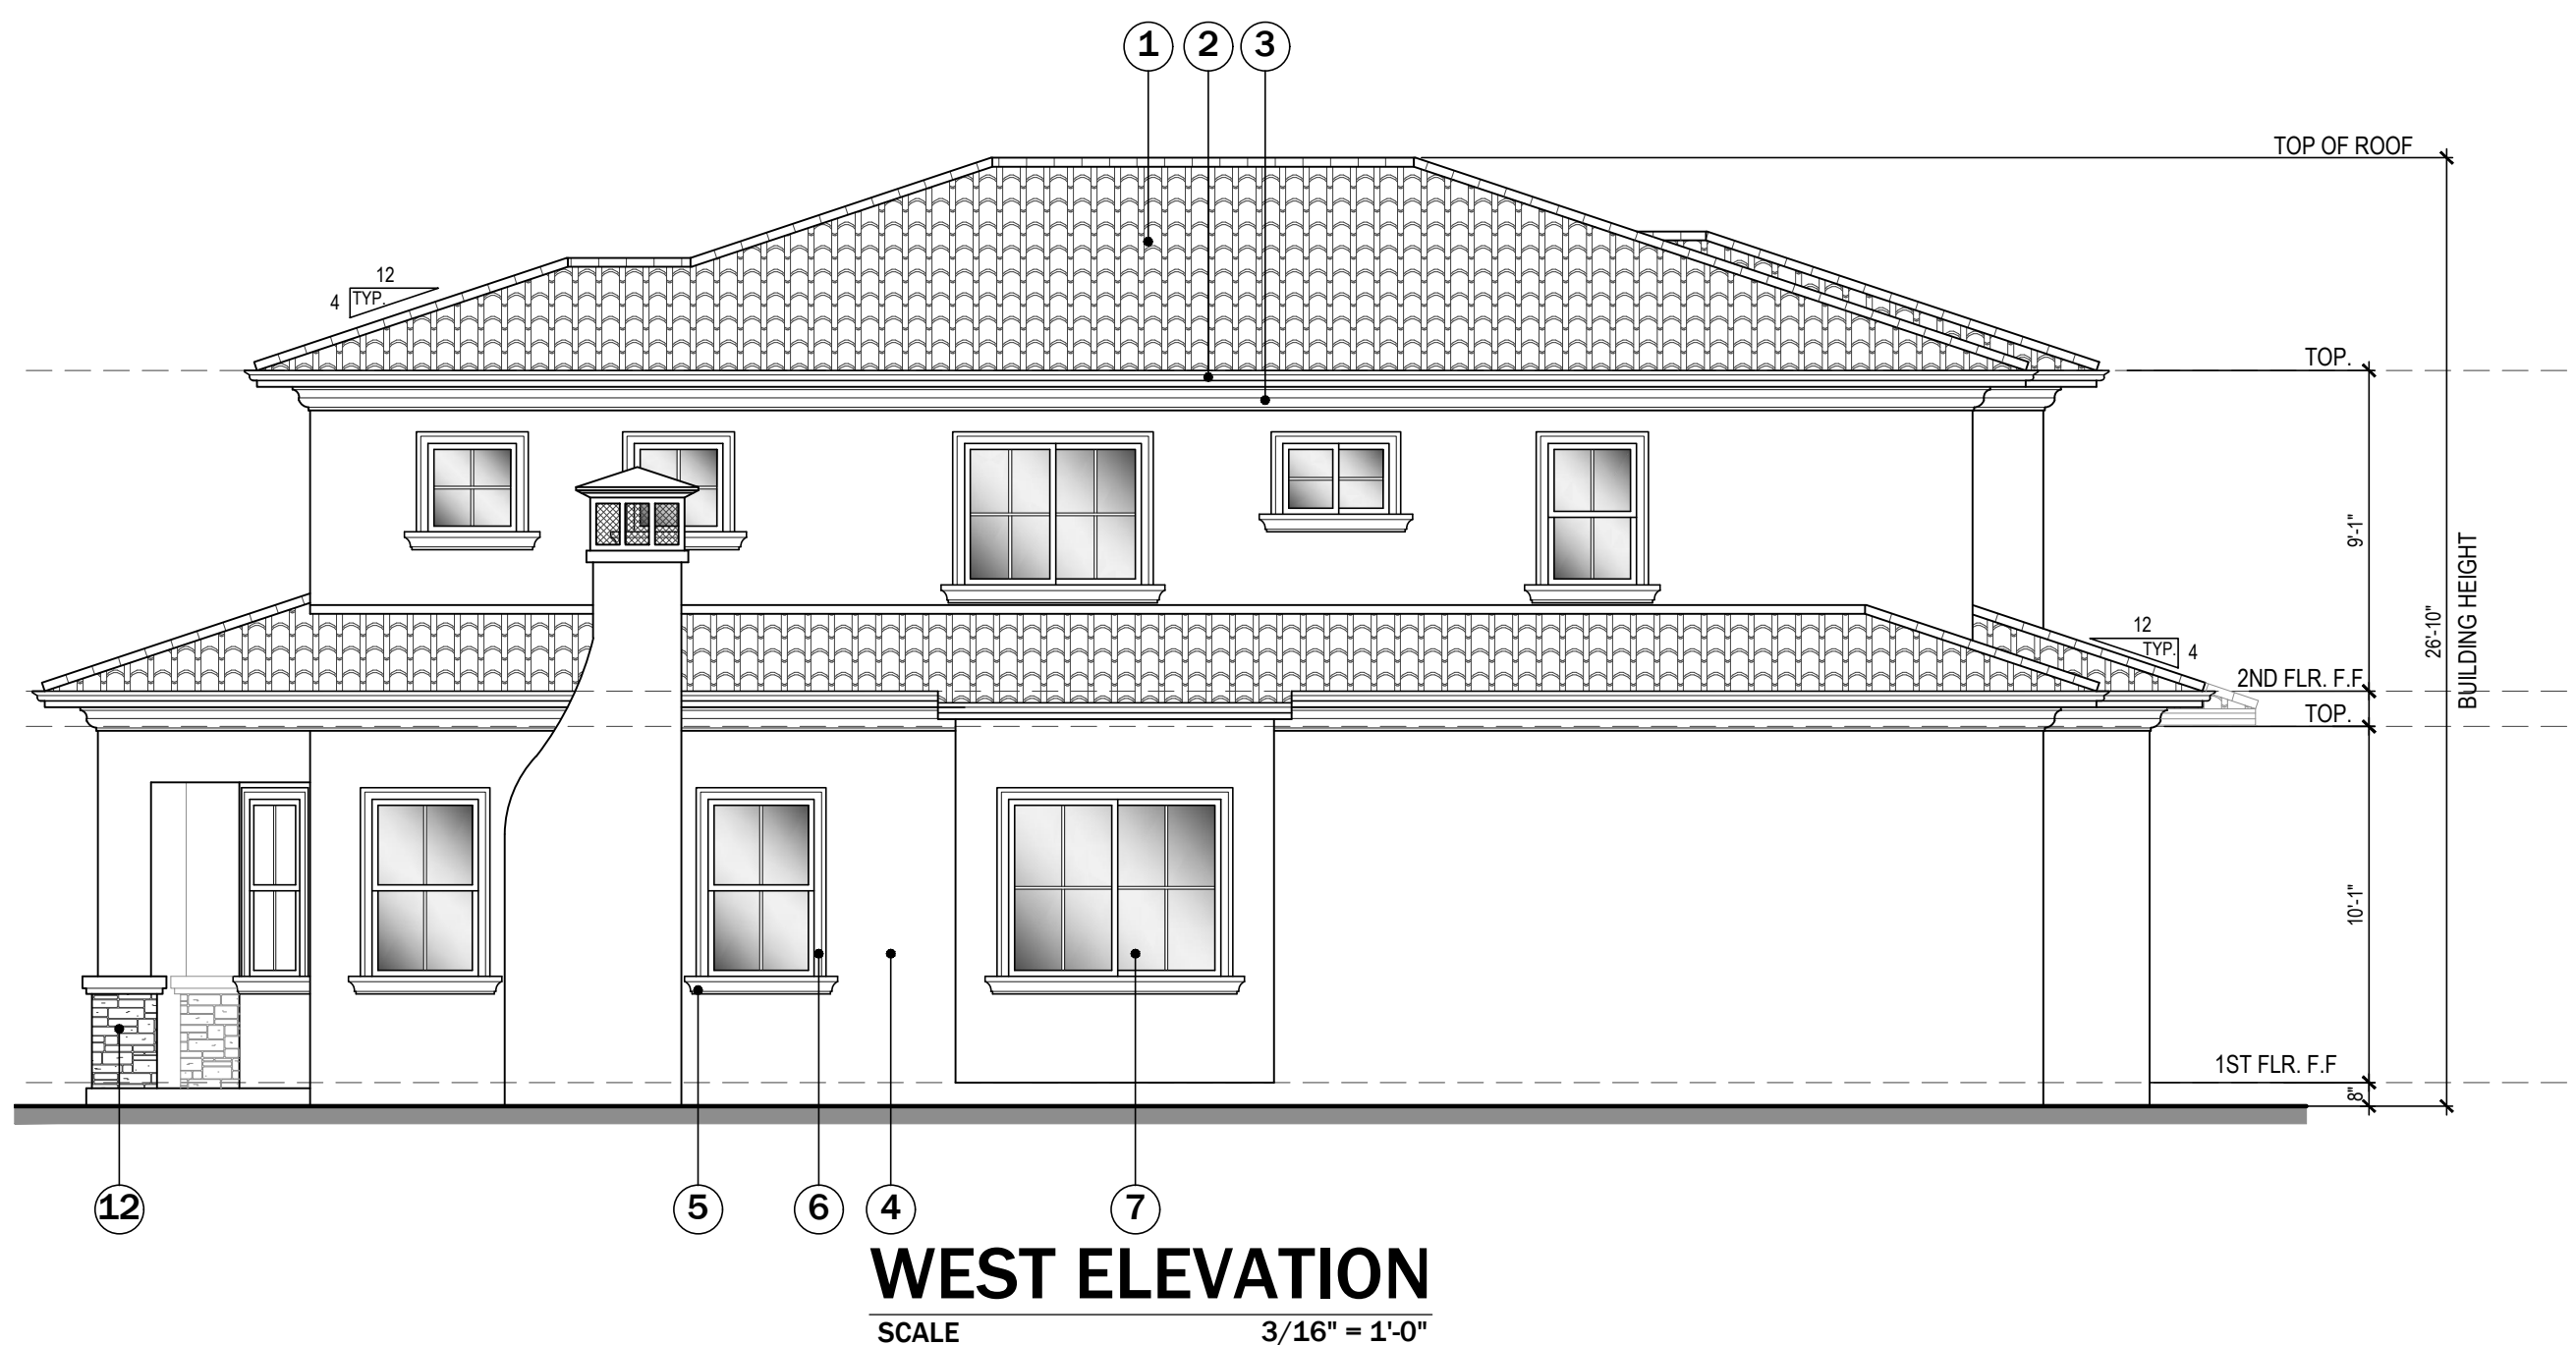 1 2 3
TOP OF ROOF
12
4 TYP.
TOP.
9'-1"
BUILDING HEIGHT
26'-10"
12
TYP. 4
2ND FLR. F.F.
TOP.
10'-1"
1ST FLR. F.F
8"
12 5 6 4 7
WEST ELEVATION
SCALE 3/16" = 1'-0"